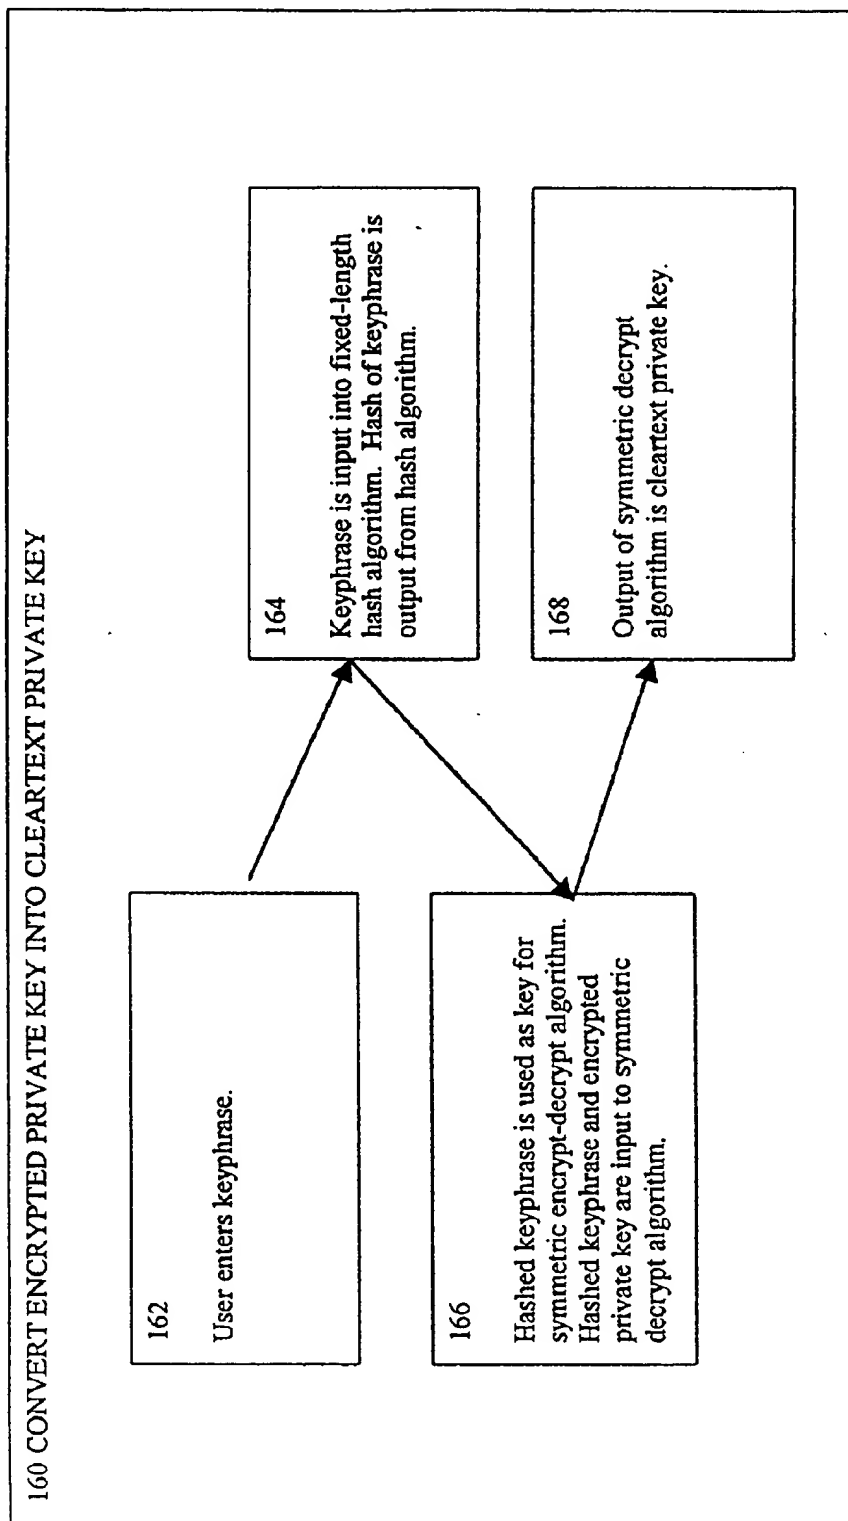 160 CONVERT ENCRYPTED PRIVATE KEY INTO CLEARTEXT PRIVATE KEY
162
User enters keyphrase.
164
Keyphrase is input into fixed-length
hash algorithm. Hash of keyphrase is
output from hash algorithm.
166
Hashed keyphrase is used as key for
symmetric encrypt-decrypt algorithm.
Hashed keyphrase and encrypted
private key are input to symmetric
decrypt algorithm.
168
Output of symmetric decrypt
algorithm is cleartext private key.